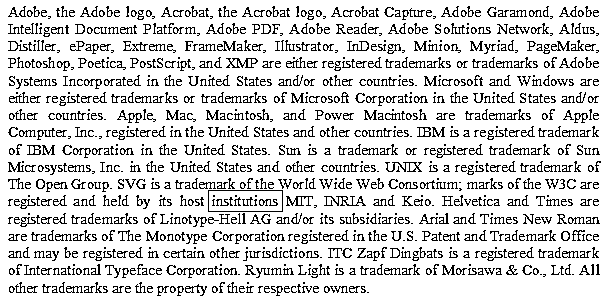 Adobe, the Adobe logo, Acrobat, the Acrobat logo, Acrobat Capture, Adobe Garamond, Adobe
Intelligent Document Platform, Adobe PDF, Adobe Reader, Adobe Solutions Network, Aldus,
Distiller, ePaper, Extreme, FrameMaker, Illustrator, InDesign, Minion, Myriad, PageMaker,
Photoshop, Poetica, PostScript, and XMP are either registered trademarks or trademarks of Adobe
Systems Incorporated in the United States and/or other countries. Microsoft and Windows are
either registered trademarks or trademarks of Microsoft Corporation in the United States and/or
other countries. Apple, Mac, Macintosh, and Power Macintosh are trademarks of Apple
Computer, Inc., registered in the United States and other countries. IBM is a registered trademark
of IBM Corporation in the United States. Sun is a trademark or registered trademark of Sun
Microsystems, Inc. in the United States and other countries. UNIX is a registered trademark of
The Open Group. SVG is a trademark of the World Wide Web Consortium; marks of the W3C are
registered and held by its host institutions MIT, INRIA and Keio. Helvetica and Times are
registered trademarks of Linotype-Hell AG and/or its subsidiaries. Arial and Times New Roman
are trademarks of The Monotype Corporation registered in the U.S. Patent and Trademark Office
and may be registered in certain other jurisdictions. ITC Zapf Dingbats is a registered trademark
of International Typeface Corporation. Ryumin Light is a trademark of Morisawa & Co., Ltd. All
other trademarks are the property of their respective owners.